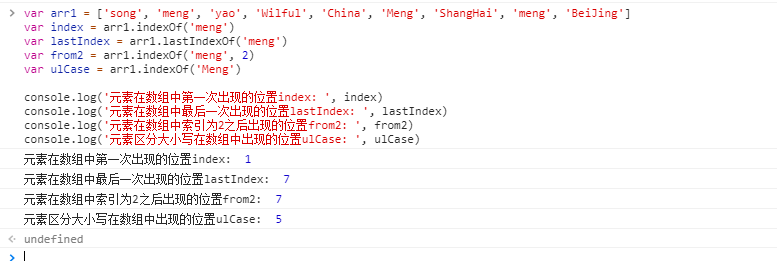 var arr1 = ['song', 'meng', 'yao', 'Wilful', 'China', 'Meng', 'ShangHai', 'meng', 'BeiJing']
var index = arr1.indexOf('meng')
var lastIndex = arr1.lastIndexOf('meng')
var from2 = arr1.indexOf('meng', 2)
var ulCase = arr1.indexOf('Meng')
console.log('元素在数组中第一次出现的位置index: ', index)
console.log('元素在数组中最后一次出现的位置lastIndex: ', lastIndex)
console.log('元素在数组中索引为2之后出现的位置from2: ', from2)
console.log('元素区分大小写在数组中出现的位置ulCase: ', ulCase)
元素在数组中第一次出现的位置index:  1
元素在数组中最后一次出现的位置lastIndex:  7
元素在数组中索引为2之后出现的位置from2:  7
元素区分大小写在数组中出现的位置ulCase:  5
undefined